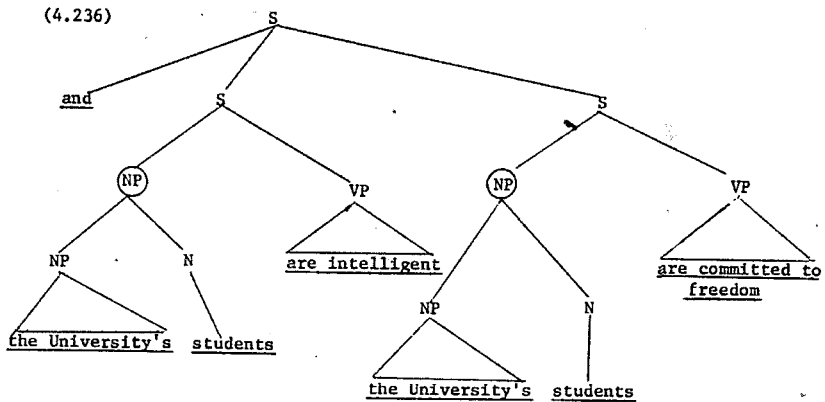 (4.236)
S
and S S
NP VP NP VP
NP N are intelligent are committed to
freedom
NP N
the University's students
the University's students